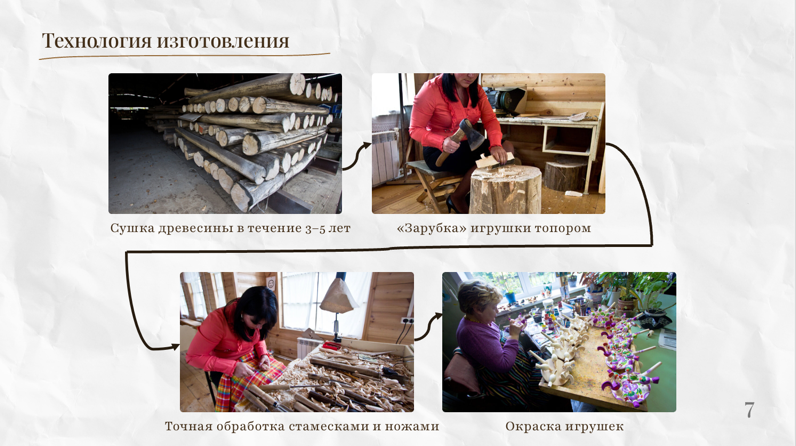 Технология изготовления
Сушка древесины в течение 3–5 лет
«Зарубка» игрушки топором
Точная обработка стамесками и ножами
Окраска игрушек
7